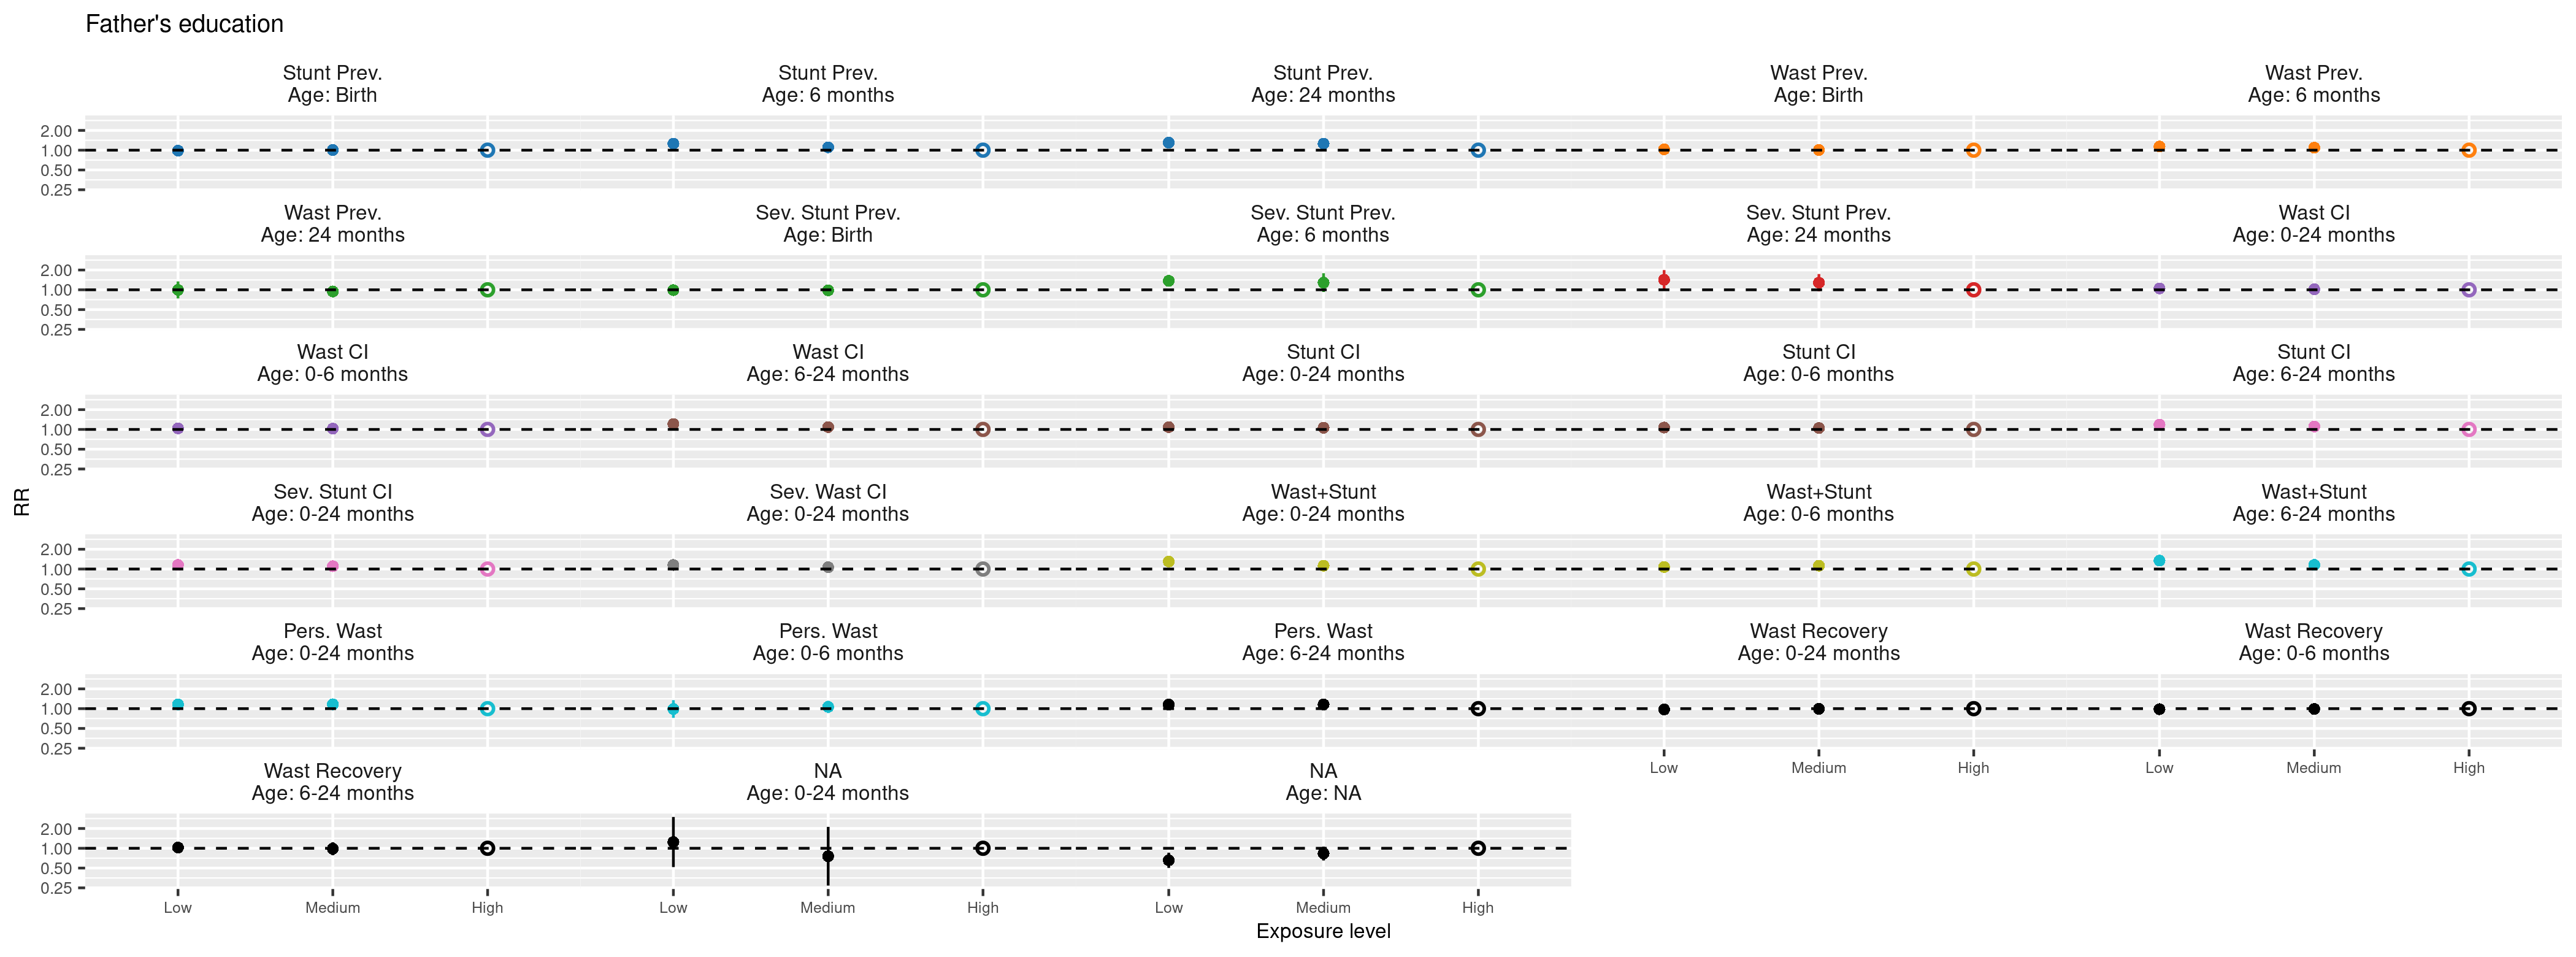 Father's education
Stunt Prev.
Age: Birth
Stunt Prev.
Age: 6 months
Stunt Prev.
Age: 24 months
Wast Prev.
Age: Birth
Wast Prev.
Age: 6 months
2.00
1.00
0.50
0.25
Wast Prev.
Age: 24 months
Sev. Stunt Prev.
Age: Birth
Sev. Stunt Prev.
Age: 6 months
Sev. Stunt Prev.
Age: 24 months
Wast CI
Age: 0-24 months
2.00
1.00
0.50
0.25
Wast CI
Age: 0-6 months
Wast CI
Age: 6-24 months
Stunt CI
Age: 0-24 months
Stunt CI
Age: 0-6 months
Stunt CI
Age: 6-24 months
2.00
1.00
0.50
0.25
RR
Sev. Stunt CI
Age: 0-24 months
Sev. Wast CI
Age: 0-24 months
Wast+Stunt
Age: 0-24 months
Wast+Stunt
Age: 0-6 months
Wast+Stunt
Age: 6-24 months
2.00
1.00
0.50
0.25
Pers. Wast
Age: 0-24 months
Pers. Wast
Age: 0-6 months
Pers. Wast
Age: 6-24 months
Wast Recovery
Age: 0-24 months
Wast Recovery
Age: 0-6 months
2.00
1.00
0.50
0.25
Low Medium High Low Medium High
Wast Recovery
Age: 6-24 months
NA
Age: 0-24 months
NA
Age: NA
2.00
1.00
0.50
0.25
Low Medium High Low Medium High Low Medium High
Exposure level